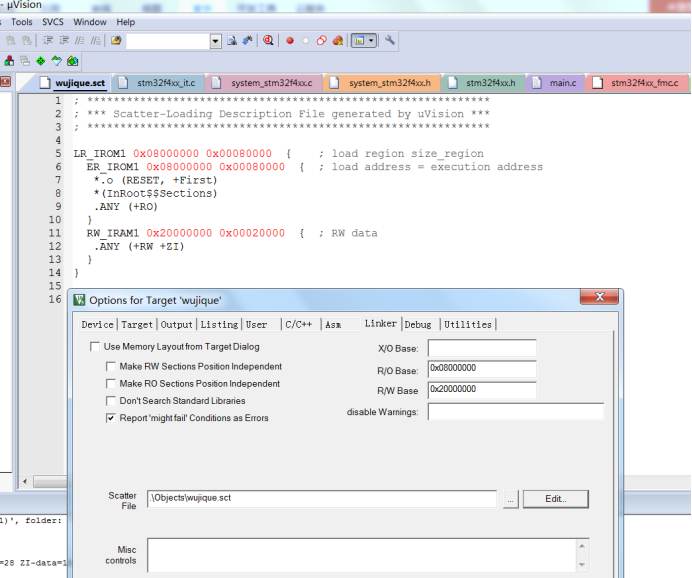 - µVision
Tools SVCS Window Help
wujique.sct stm32f4xx_it.c system_stm32f4xx.c system_stm32f4xx.h stm32f4xx.h main.c stm32f4xx_fmc.c
1 ; *************************************************************
2 ; *** Scatter-Loading Description File generated by uVision ***
3 ; *************************************************************
4
5 LR_IROM1 0x08000000 0x00080000 { ; load region size_region
6 ER_IROM1 0x08000000 0x00080000 { ; load address = execution address
7 *.o (RESET, +First)
8 *(InRoot$$Sections)
9 .ANY (+RO)
10 }
11 RW_IRAM1 0x20000000 0x00020000 { ; RW data
12 .ANY (+RW +ZI)
13 }
14 }
15
16
Options for Target 'wujique'
Device Target Output Listing User C/C++ Asm Linker Debug Utilities
Use Memory Layout from Target Dialog
X/O Base:
Make RW Sections Position Independent
R/O Base: 0x08000000
Make RO Sections Position Independent
R/W Base 0x20000000
Don't Search Standard Libraries
disable Warnings:
Report 'might fail' Conditions as Errors
Scatter File .\Objects\wujique.sct ... Edit...
Misc controls
l)', folder:
=28 ZI-data=1